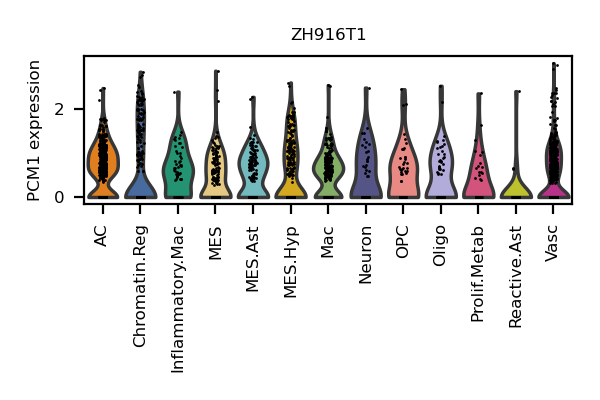 ZH916T1
PCM1 expression
2
0
AC
Chromatin.Reg
Inflammatory.Mac
MES
MES.Ast
MES.Hyp
Mac
Neuron
OPC
Oligo
Prolif.Metab
Reactive.Ast
Vasc